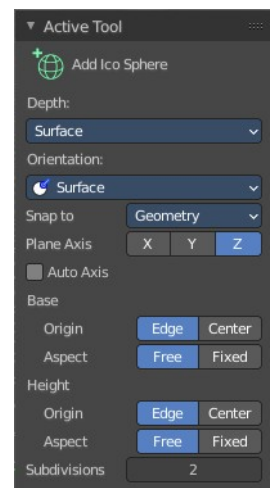 Active Tool
Add Ico Sphere
Depth:
Surface
Orientation:
Surface
Snap to Geometry
Plane Axis X Y Z
Auto Axis
Base
Origin Edge Center
Aspect Free Fixed
Height
Origin Edge Center
Aspect Free Fixed
Subdivisions 2